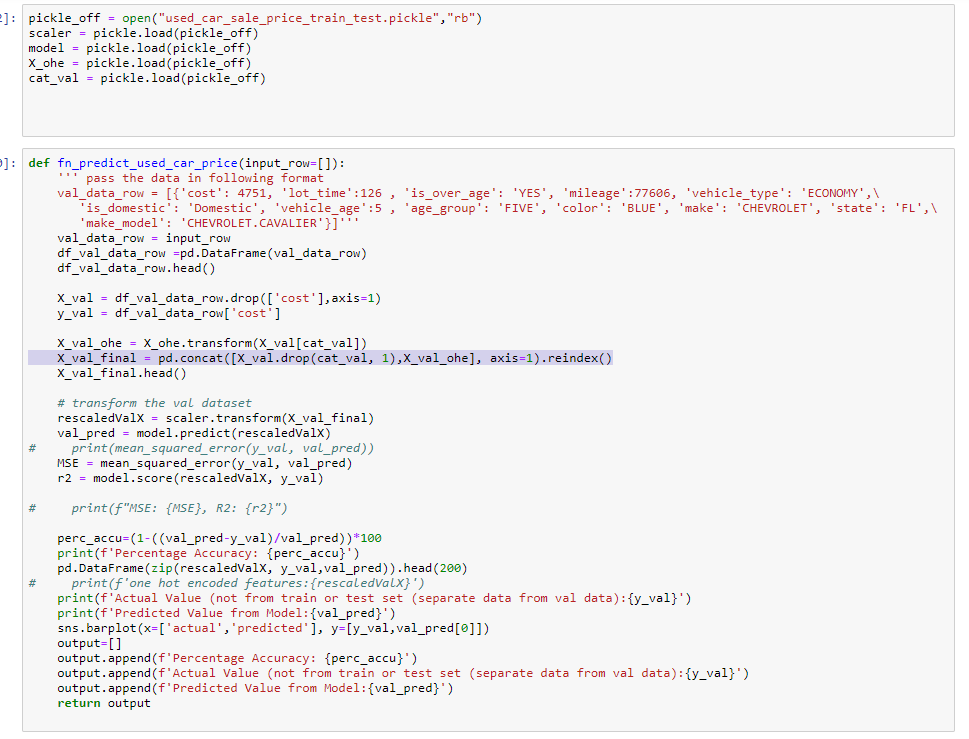 2]: pickle_off = open("used_car_sale_price_train_test.pickle","rb")
scaler = pickle.load(pickle_off)
model = pickle.load(pickle_off)
X_ohe = pickle.load(pickle_off)
cat_val = pickle.load(pickle_off)
]: def fn_predict_used_car_price(input_row=[]):
''' pass the data in following format
val_data_row = [{'cost': 4751, 'lot_time':126 , 'is_over_age': 'YES', 'mileage':77606, 'vehicle_type': 'ECONOMY',\
'is_domestic': 'Domestic', 'vehicle_age':5 , 'age_group': 'FIVE', 'color': 'BLUE', 'make': 'CHEVROLET', 'state': 'FL',\
'make_model': 'CHEVROLET.CAVALIER'}]'''
val_data_row = input_row
df_val_data_row =pd.DataFrame(val_data_row)
df_val_data_row.head()
X_val = df_val_data_row.drop(['cost'],axis=1)
y_val = df_val_data_row['cost']
X_val_ohe = X_ohe.transform(X_val[cat_val])
X_val_final = pd.concat([X_val.drop(cat_val, 1),X_val_ohe], axis=1).reindex()
X_val_final.head()
# transform the val dataset
rescaledValX = scaler.transform(X_val_final)
val_pred = model.predict(rescaledValX)
# print(mean_squared_error(y_val, val_pred))
MSE = mean_squared_error(y_val, val_pred)
r2 = model.score(rescaledValX, y_val)
# print(f"MSE: {MSE}, R2: {r2}")
perc_accu=(1-((val_pred-y_val)/val_pred))*100
print(f'Percentage Accuracy: {perc_accu}')
pd.DataFrame(zip(rescaledValX, y_val,val_pred)).head(200)
# print(f'one hot encoded features:{rescaledValX}')
print(f'Actual Value (not from train or test set (separate data from val data):{y_val}')
print(f'Predicted Value from Model:{val_pred}')
sns.barplot(x=['actual','predicted'], y=[y_val,val_pred[0]])
output=[]
output.append(f'Percentage Accuracy: {perc_accu}')
output.append(f'Actual Value (not from train or test set (separate data from val data):{y_val}')
output.append(f'Predicted Value from Model:{val_pred}')
return output